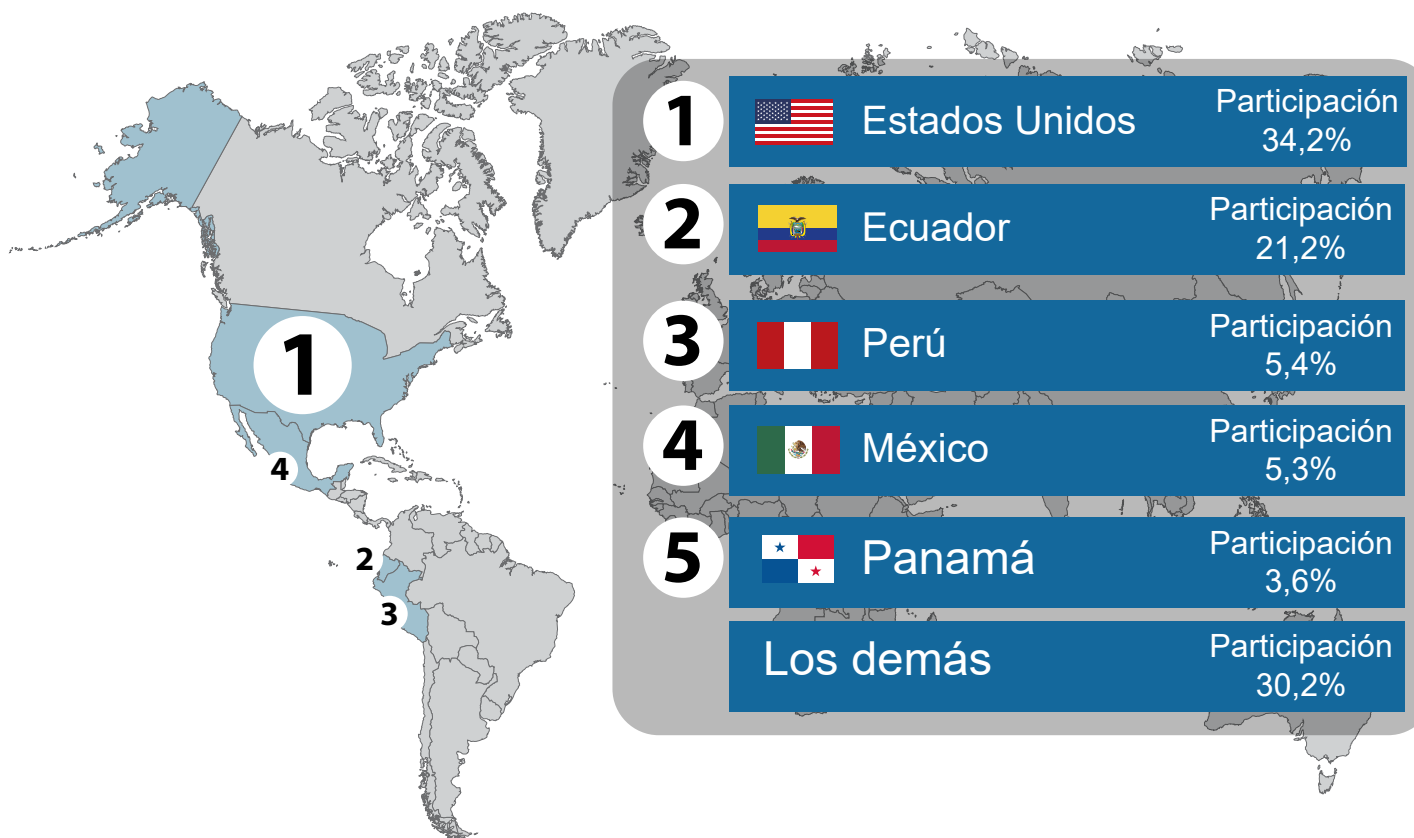 1
Estados Unidos
Participación
34,2%
2
Ecuador
Participación
21,2%
3
Perú
Participación
5,4%
4
México
Participación
5,3%
5
Panamá
Participación
3,6%
Los demás
Participación
30,2%
1
4
2
3